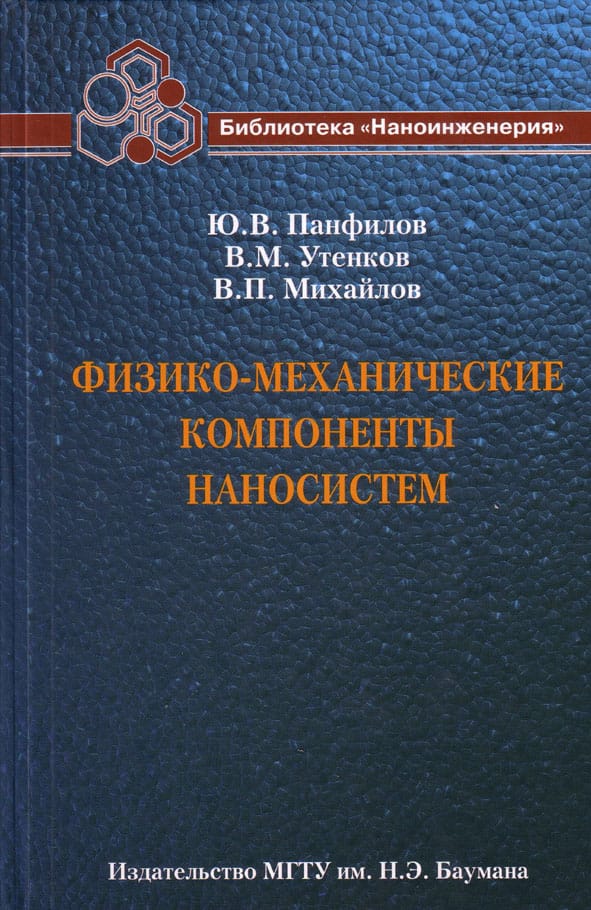 Библиотека «Наноинженерия»
Ю.В. Панфилов
В.М. Утенков
В.П. Михайлов
ФИЗИКО-МЕХАНИЧЕСКИЕ
КОМПОНЕНТЫ
НАНОСИСТЕМ
Издательство МГТУ им. Н.Э. Баумана